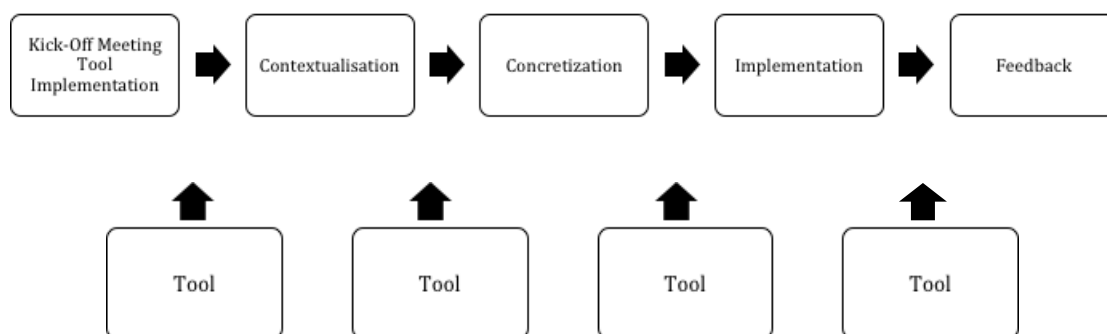 Kick-Off Meeting
Tool
Implementation
Contextualisation
Concretization
Implementation
Feedback
Tool
Tool
Tool
Tool